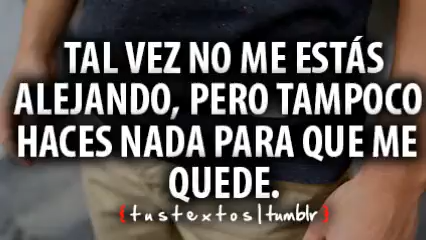 TAL VEZ NO ME ESTÁS
ALEJANDO, PERO TAMPOCO
HACES NADA PARA QUE ME
QUEDE.
{tustextos|tumblr}